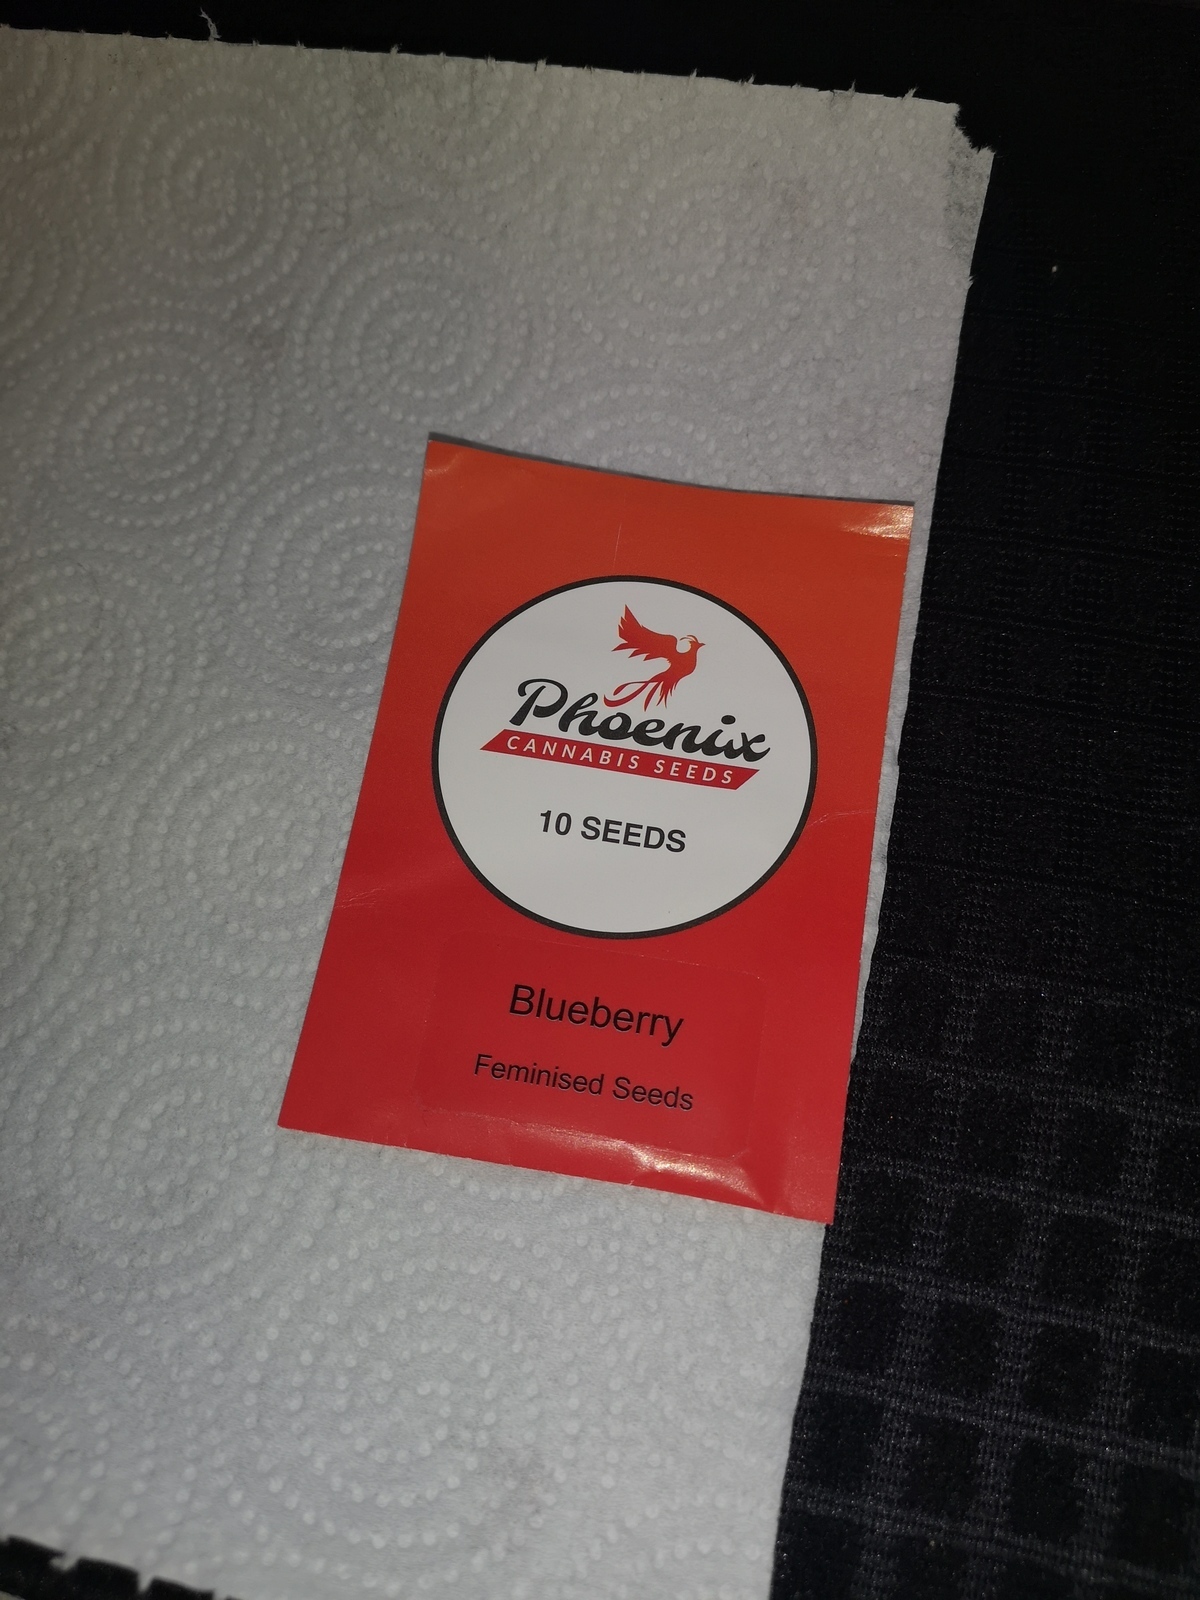 Phoenix
CANNABIS SEEDS
10 SEEDS
Blueberry
Feminised Seeds